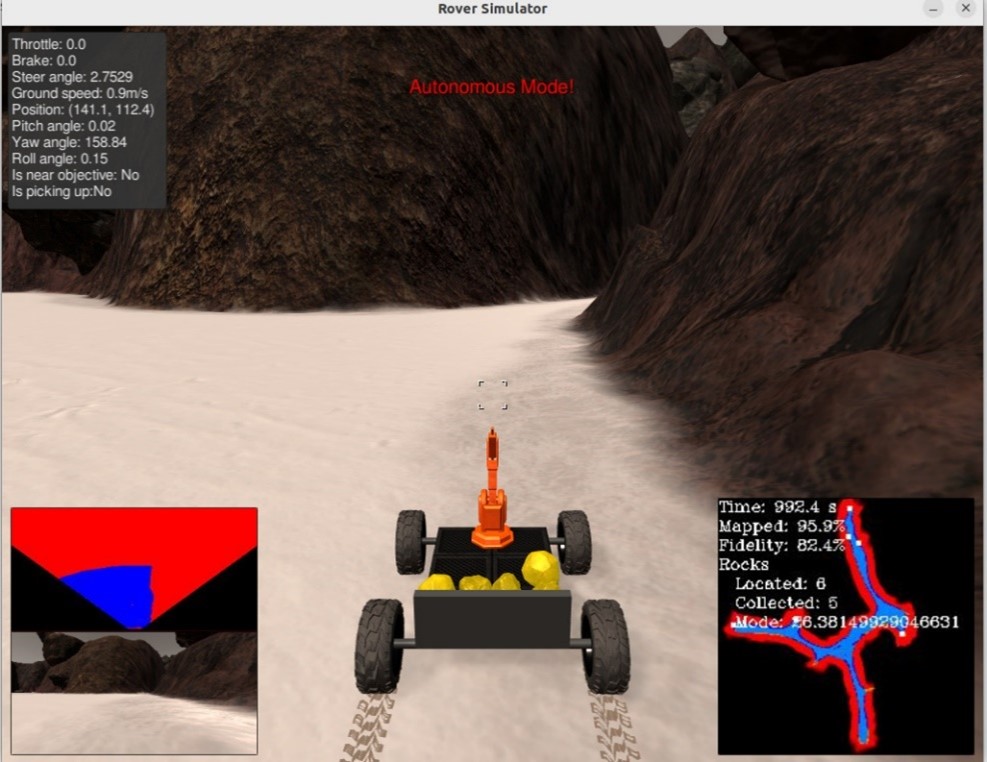 Rover Simulator
Throttle: 0.0
Brake: 0.0
Steer angle: 2.7529
Ground speed: 0.9m/s
Position: (141.1, 112.4)
Pitch angle: 0.02
Yaw angle: 158.84
Roll angle: 0.15
Is near objective: No
Is picking up:No
Autonomous Mode!
Time: 992.4 s
Mapped: 95.9%
Fidelity: 82.4%
Rocks
Located: 6
Collected: 5
Mode: 26.38149929046631